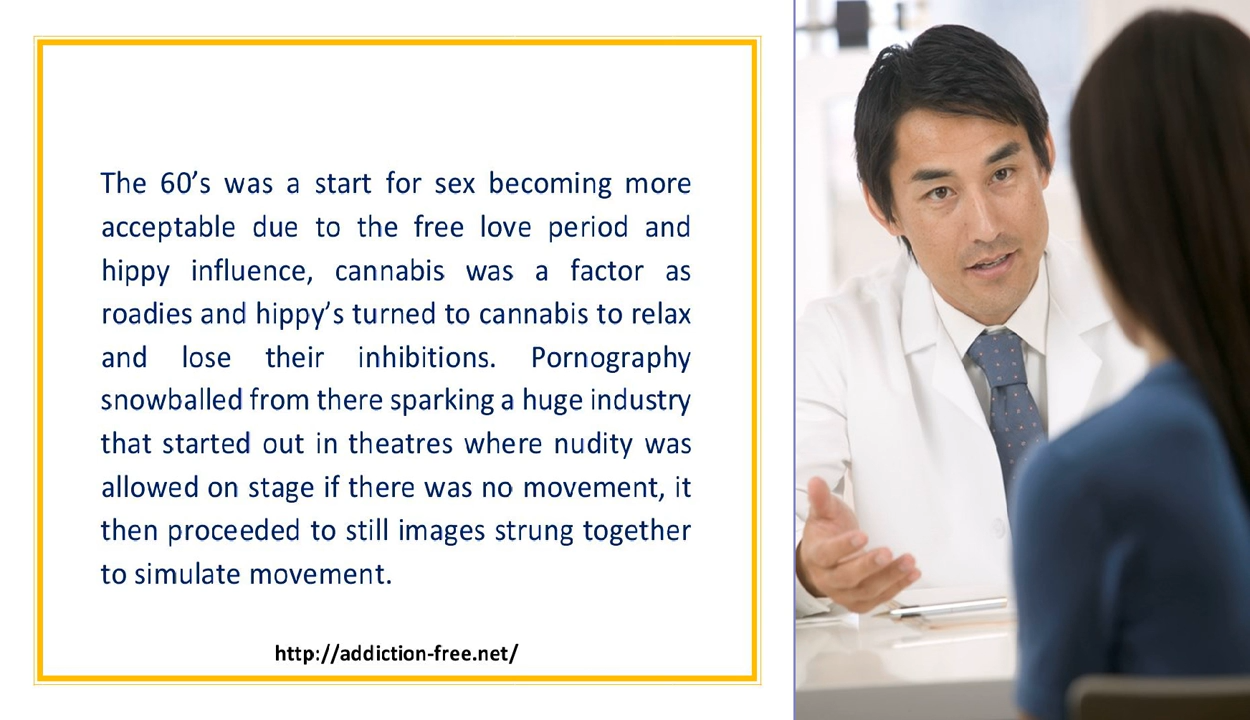 The 60’s was a start for sex becoming more
acceptable due to the free love period and
hippy influence, cannabis was a factor as
roadies and hippy’s turned to cannabis to relax
and lose their inhibitions. Pornography
snowballed from there sparking a huge industry
that started out in theatres where nudity was
allowed on stage if there was no movement, it
then proceeded to still images strung together
to simulate movement.
http://addiction-free.net/